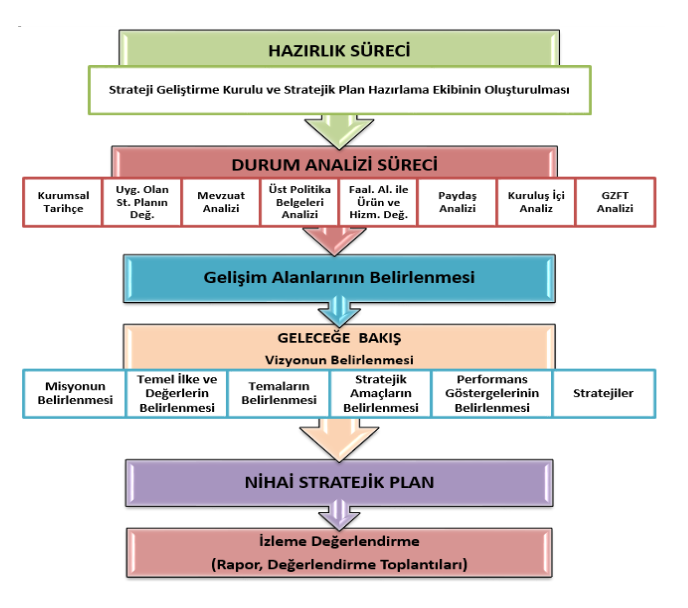 HAZIRLIK SÜRECİ
Strateji Geliştirme Kurulu ve Stratejik Plan Hazırlama Ekibinin Oluşturulması
DURUM ANALİZİ SÜRECİ
Kurumsal
Tarihçe
Uyg. Olan
St. Planın
Değ.
Mevzuat
Analizi
Üst Politika
Belgeleri
Analizi
Faal. Al. ile
Ürün ve
Hizm. Değ.
Paydaş
Analizi
Kuruluş İçi
Analiz
GZFT
Analizi
Gelişim Alanlarının Belirlenmesi
GELECEĞE BAKIŞ
Vizyonun Belirlenmesi
Misyonun
Belirlenmesi
Temel İlke ve
Değerlerin
Belirlenmesi
Temaların
Belirlenmesi
Stratejik
Amaçların
Belirlenmesi
Performans
Göstergelerinin
Belirlenmesi
Stratejiler
NİHAİ STRATEJİK PLAN
İzleme Değerlendirme
(Rapor, Değerlendirme Toplantıları)